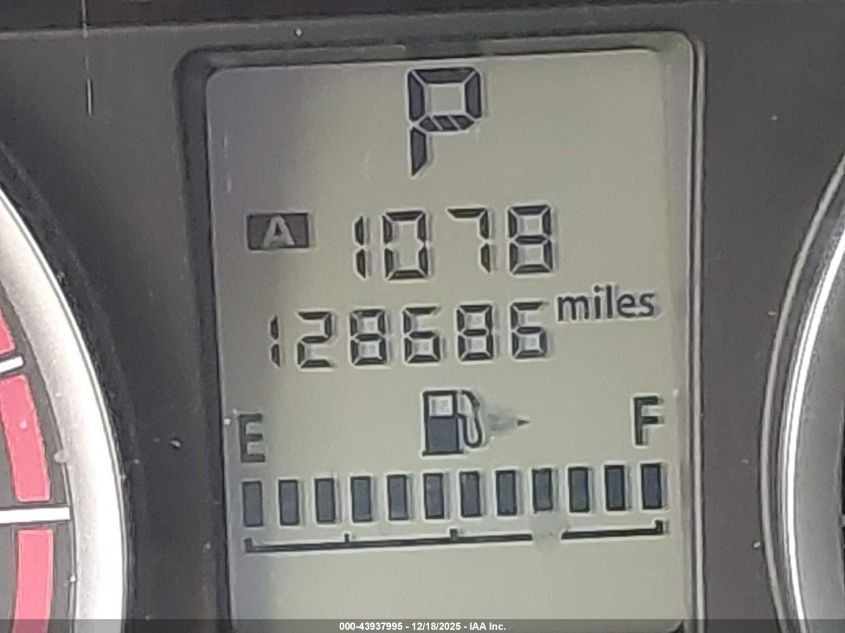 P
A 1078
128686 miles
E F
000-43937995 - 12/18/2025 - IAA Inc.